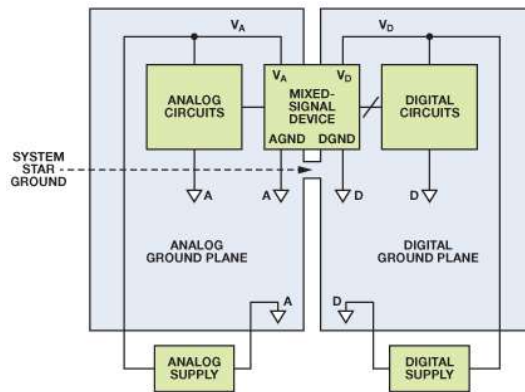 VA
VD
VA
VD
ANALOG
CIRCUITS
MIXED-
SIGNAL
DEVICE
AGND
DGND
DIGITAL
CIRCUITS
SYSTEM
STAR
GROUND
A
A
D
D
ANALOG
GROUND PLANE
DIGITAL
GROUND PLANE
A
D
ANALOG
SUPPLY
DIGITAL
SUPPLY